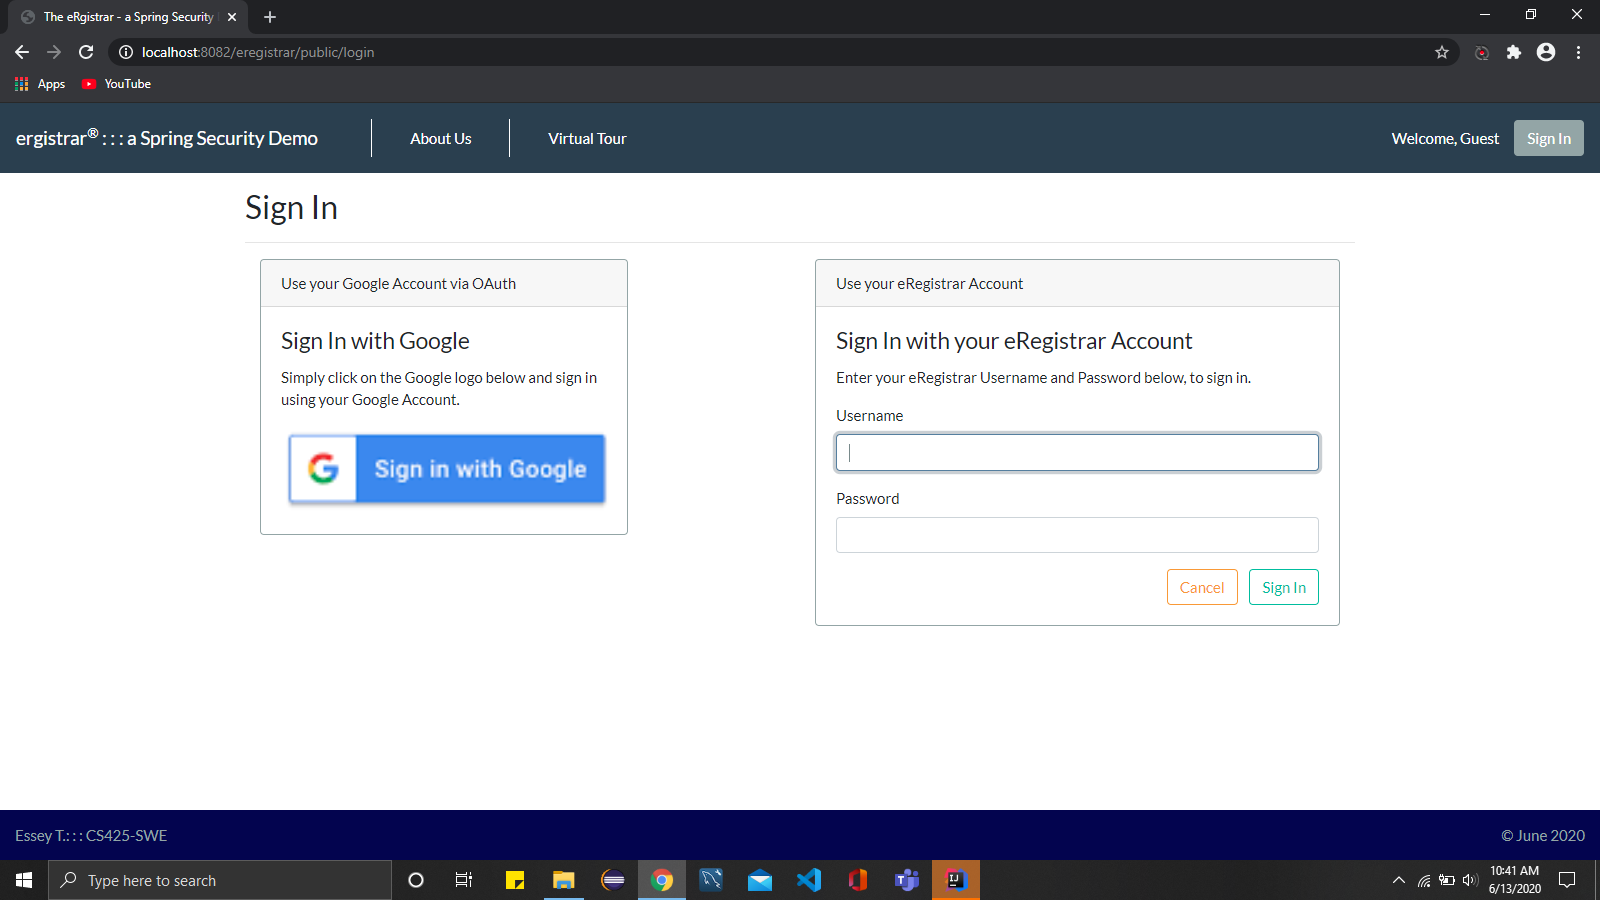 The eRgistrar - a Spring Security
localhost:8082/eregistrar/public/login
Apps
YouTube
ergistrar® : : : a Spring Security Demo
About Us
Virtual Tour
Welcome, Guest
Sign In
Sign In
Use your Google Account via OAuth
Sign In with Google
Simply click on the Google logo below and sign in
using your Google Account.
Sign in with Google
Use your eRegistrar Account
Sign In with your eRegistrar Account
Enter your eRegistrar Username and Password below, to sign in.
Username
Password
Cancel
Sign In
Essey T.: : : CS425-SWE
© June 2020
Type here to search
10:41 AM
6/13/2020